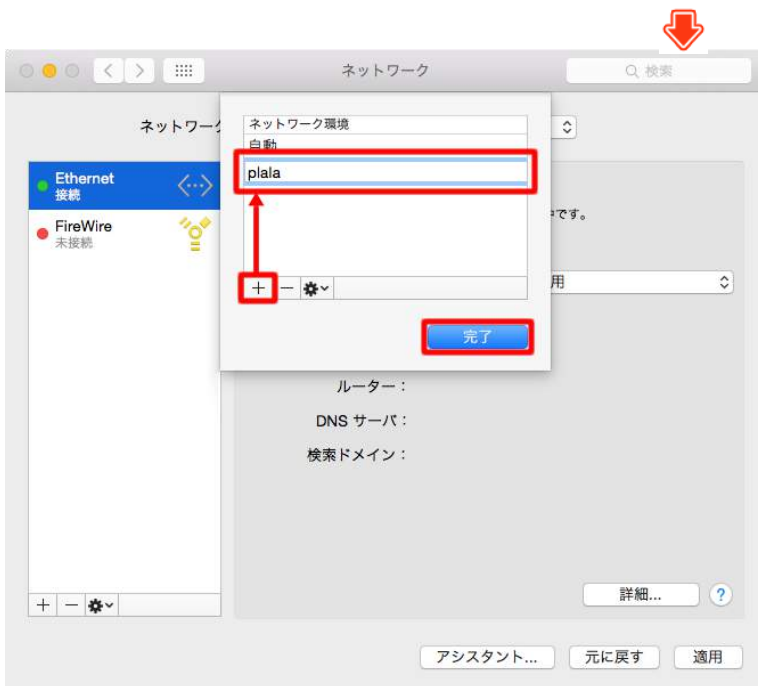 ネットワーク
検索
ネットワーク
ネットワーク環境
自動
plala
Ethernet
接続
FireWire
未接続
です。
用
完了
ルーター：
DNS サーバ：
検索ドメイン：
詳細...
?
アシスタント...
元に戻す
適用